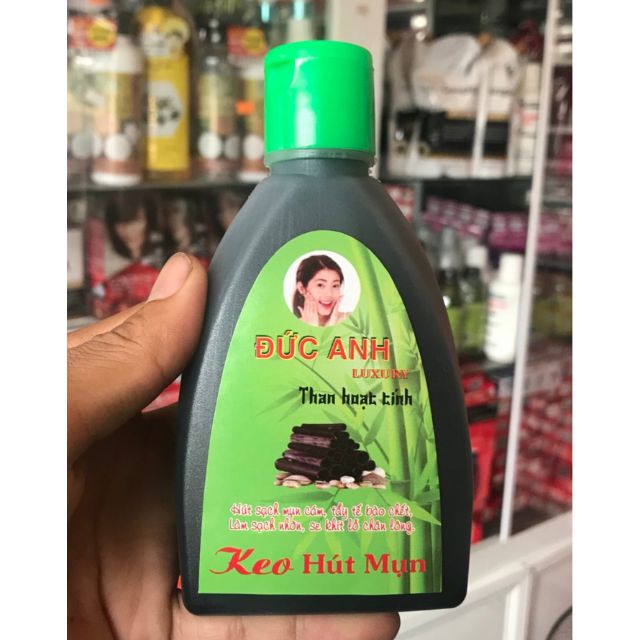 ĐỨC ANH
LUXURY
Than hoạt tính
Hút sạch mụn cám, tẩy tế bào chết,
Làm sạch nhờn, se khít lỗ chân lông.
Keo Hút Mụn